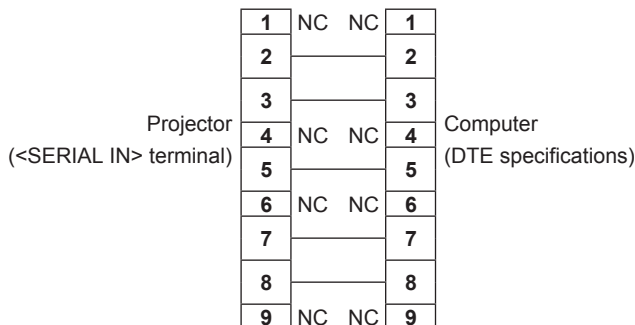 1 NC NC 1
2 2
3 3
Projector
(<SERIAL IN> terminal)
4 NC NC 4
Computer
(DTE specifications)
5 5
6 NC NC 6
7 7
8 8
9 NC NC 9